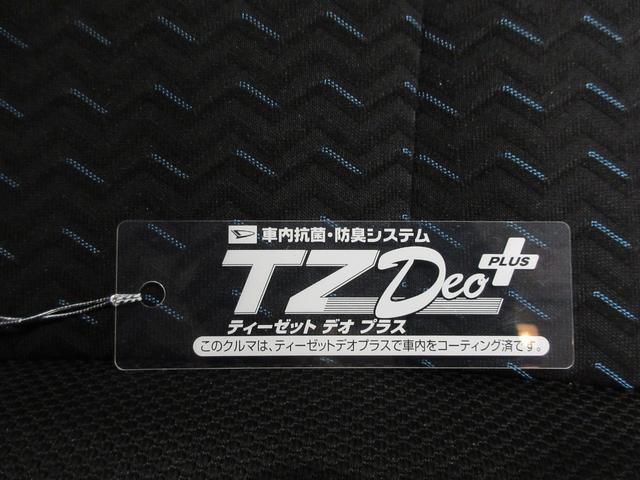 車内抗菌・防臭システム
TZ Deo PLUS
ティーゼット デオ プラス
このクルマは、ティーゼットデオプラスで車内をコーティング済です。